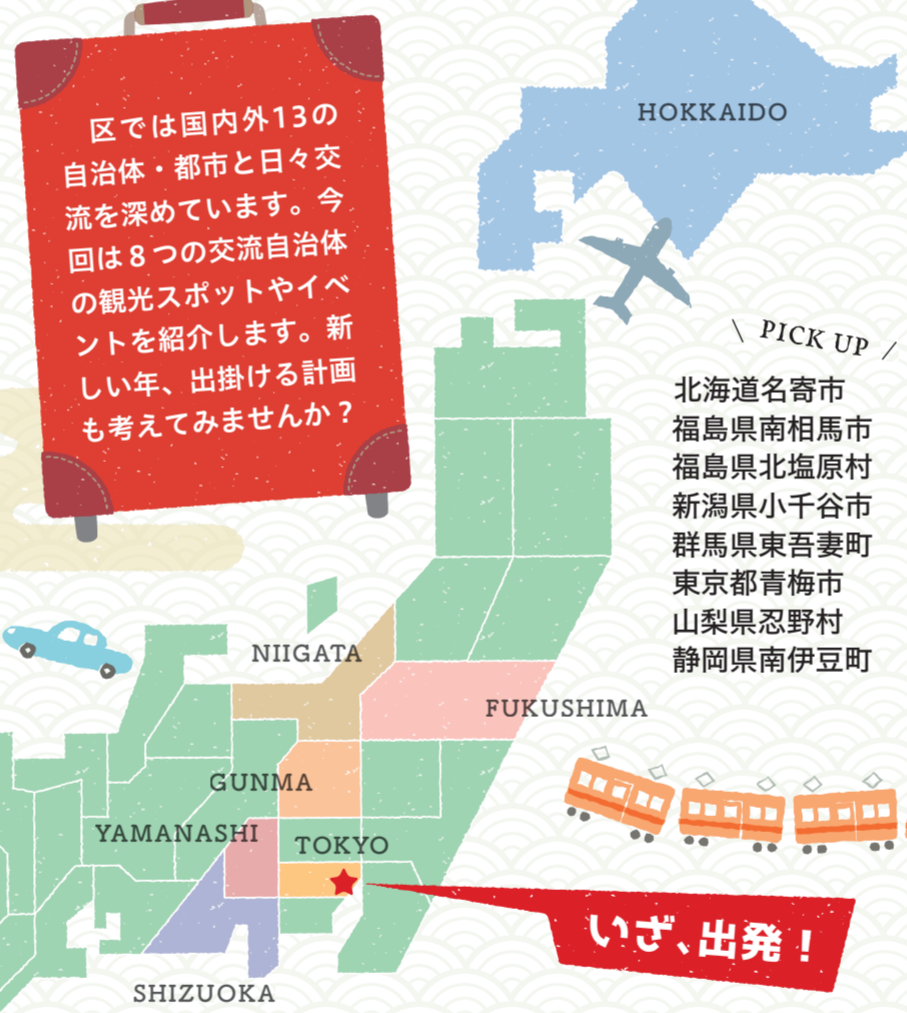 区では国内外13の
自治体・都市と日々交
流を深めています。今
回は8つの交流自治体
の観光スポットやイベ
ントを紹介します。新
しい年、出掛ける計画
も考えてみませんか？
HOKKAIDO
\ PICK UP /
北海道名寄市
福島県南相馬市
福島県北塩原村
新潟県小千谷市
群馬県東吾妻町
東京都青梅市
山梨県忍野村
静岡県南伊豆町
NIIGATA
FUKUSHIMA
GUNMA
YAMANASHI
TOKYO
いざ、出発！
SHIZUOKA